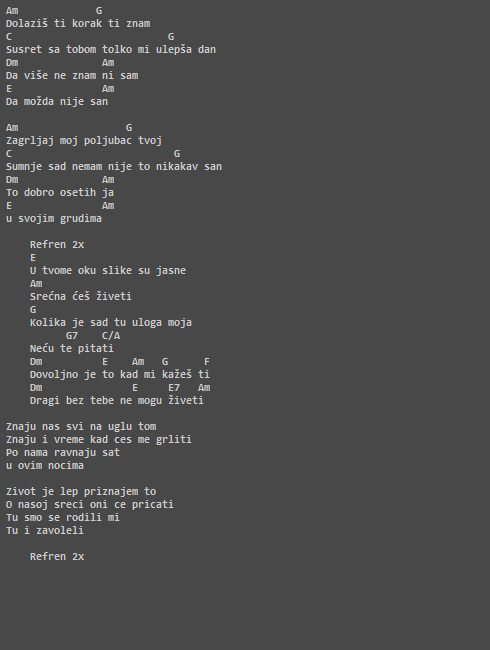 Am             G
Dolaziš ti korak ti znam
C                          G
Susret sa tobom tolko mi ulepša dan
Dm              Am
Da više ne znam ni sam
E               Am
Da možda nije san

Am                  G
Zagrljaj moj poljubac tvoj
C                           G
Sumnje sad nemam nije to nikakav san
Dm              Am
To dobro osetih ja
E               Am
u svojim grudima

    Refren 2x
    E
    U tvome oku slike su jasne
    Am
    Srećna ćeš živeti
    G
    Kolika je sad tu uloga moja
          G7    C/A
    Neću te pitati
    Dm          E    Am   G      F
    Dovoljno je to kad mi kažeš ti
    Dm               E     E7   Am
    Dragi bez tebe ne mogu živeti

Znaju nas svi na uglu tom
Znaju i vreme kad ces me grliti
Po nama ravnaju sat
u ovim nocima

Zivot je lep priznajem to
O nasoj sreci oni ce pricati
Tu smo se rodili mi
Tu i zavoleli

    Refren 2x